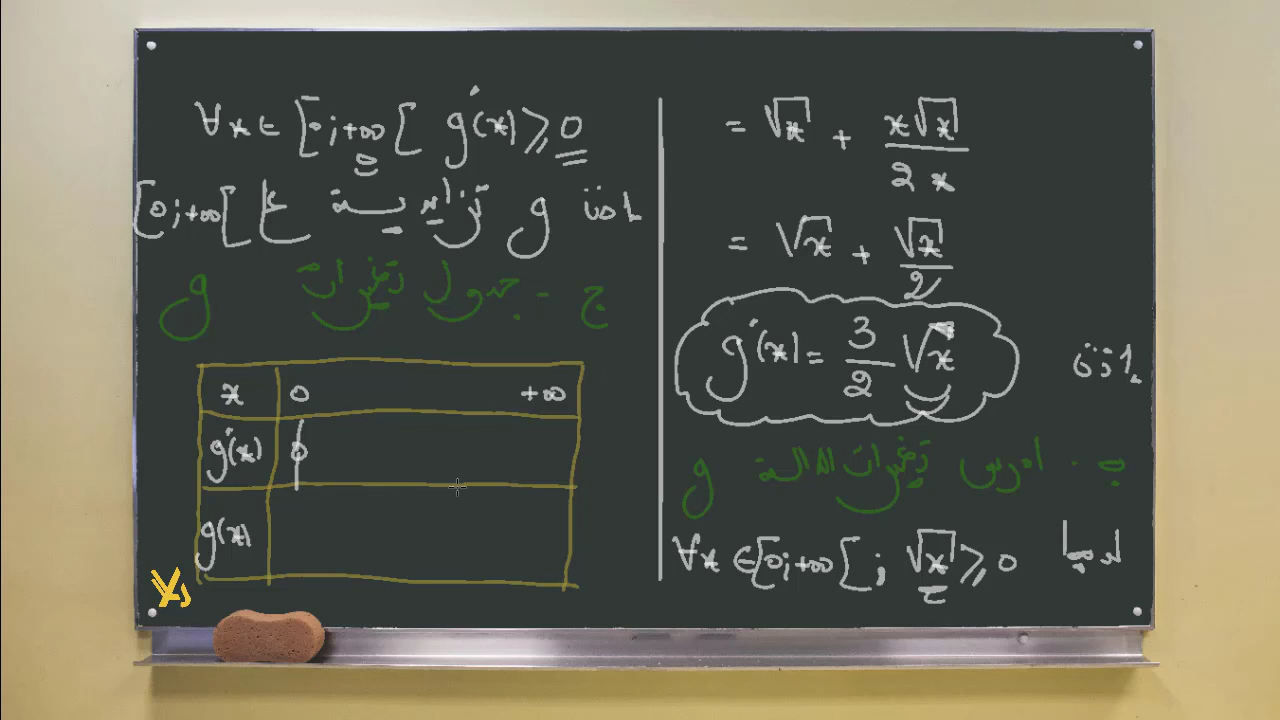 = √x + x√x / 2x
= √x + √x / 2
إذن g'(x) = 3/2 √x
ب. ادرس تغيرات الدالة g
لدينا ∀x ∈ [0;+∞[ ; √x ⩾ 0
∀x ∈ [0;+∞[ g'(x) ⩾ 0
إذن g تزايدية على [0;+∞[
ج - جدول تغيرات g
x 0 +∞
g'(x) 0
g(x)